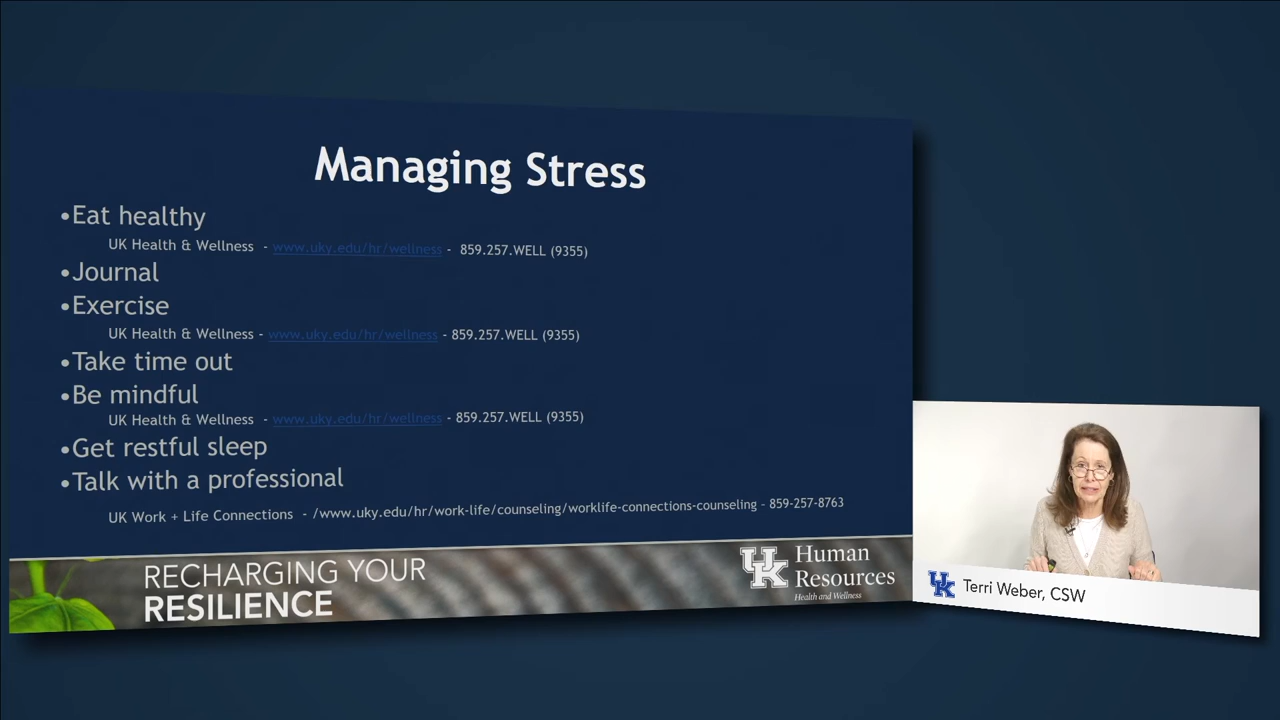 Managing Stress
•Eat healthy
UK Health & Wellness - www.uky.edu/hr/wellness - 859.257.WELL (9355)
•Journal
•Exercise
UK Health & Wellness - www.uky.edu/hr/wellness - 859.257.WELL (9355)
•Take time out
•Be mindful
UK Health & Wellness - www.uky.edu/hr/wellness - 859.257.WELL (9355)
•Get restful sleep
•Talk with a professional
UK Work + Life Connections - /www.uky.edu/hr/work-life/counseling/worklife-connections-counseling – 859-257-8763
RECHARGING YOUR
RESILIENCE
UK Human
Resources
Health and Wellness
UK Terri Weber, CSW